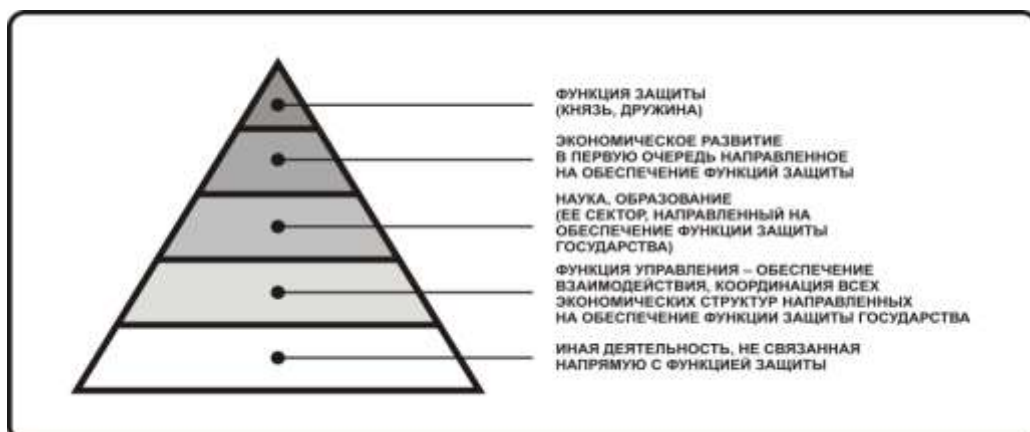 ФУНКЦИЯ ЗАЩИТЫ
(КНЯЗЬ, ДРУЖИНА)
ЭКОНОМИЧЕСКОЕ РАЗВИТИЕ
В ПЕРВУЮ ОЧЕРЕДЬ НАПРАВЛЕННОЕ
НА ОБЕСПЕЧЕНИЕ ФУНКЦИЙ ЗАЩИТЫ
НАУКА, ОБРАЗОВАНИЕ
(ЕЕ СЕКТОР, НАПРАВЛЕННЫЙ НА
ОБЕСПЕЧЕНИЕ ФУНКЦИИ ЗАЩИТЫ
ГОСУДАРСТВА)
ФУНКЦИЯ УПРАВЛЕНИЯ – ОБЕСПЕЧЕНИЕ
ВЗАИМОДЕЙСТВИЯ, КООРДИНАЦИЯ ВСЕХ
ЭКОНОМИЧЕСКИХ СТРУКТУР НАПРАВЛЕННЫХ
НА ОБЕСПЕЧЕНИЕ ФУНКЦИИ ЗАЩИТЫ ГОСУДАРСТВА
ИНАЯ ДЕЯТЕЛЬНОСТЬ, НЕ СВЯЗАННАЯ
НАПРЯМУЮ С ФУНКЦИЕЙ ЗАЩИТЫ